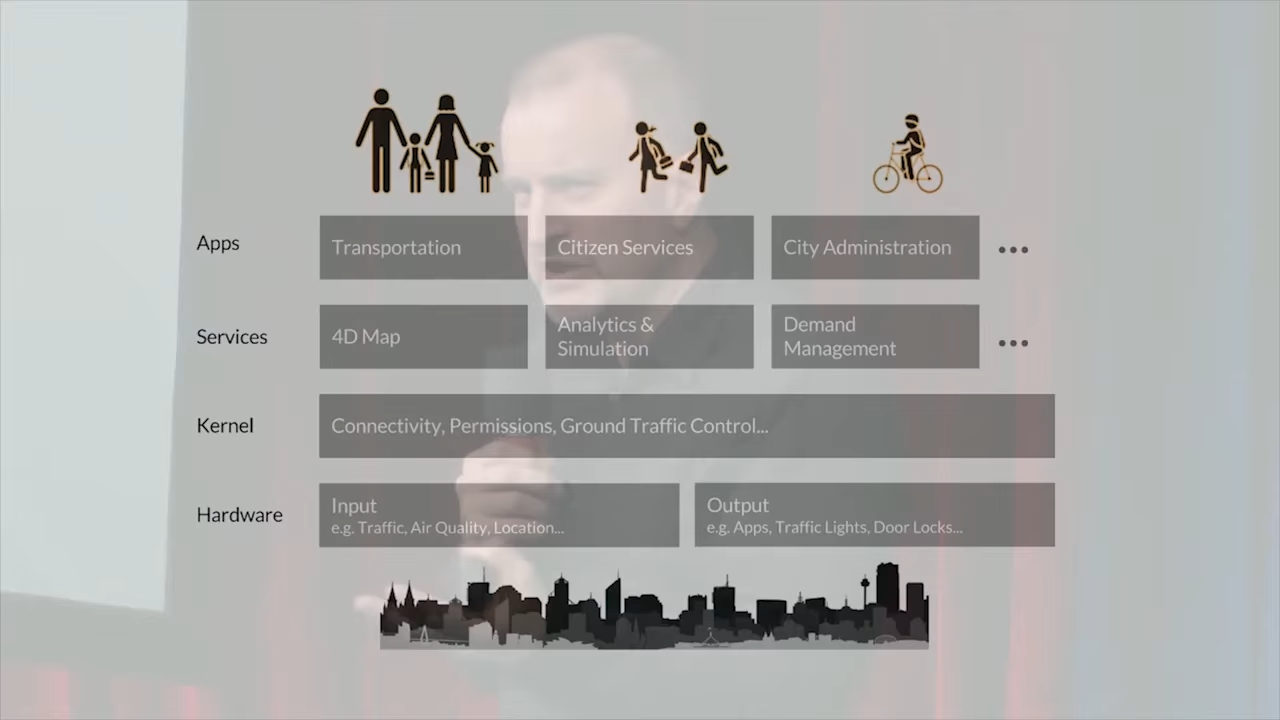 Apps
Transportation
Citizen Services
City Administration
Services
4D Map
Analytics &
Simulation
Demand
Management
Kernel
Connectivity, Permissions, Ground Traffic Control...
Hardware
Input
e.g. Traffic, Air Quality, Location...
Output
e.g. Apps, Traffic Lights, Door Locks...